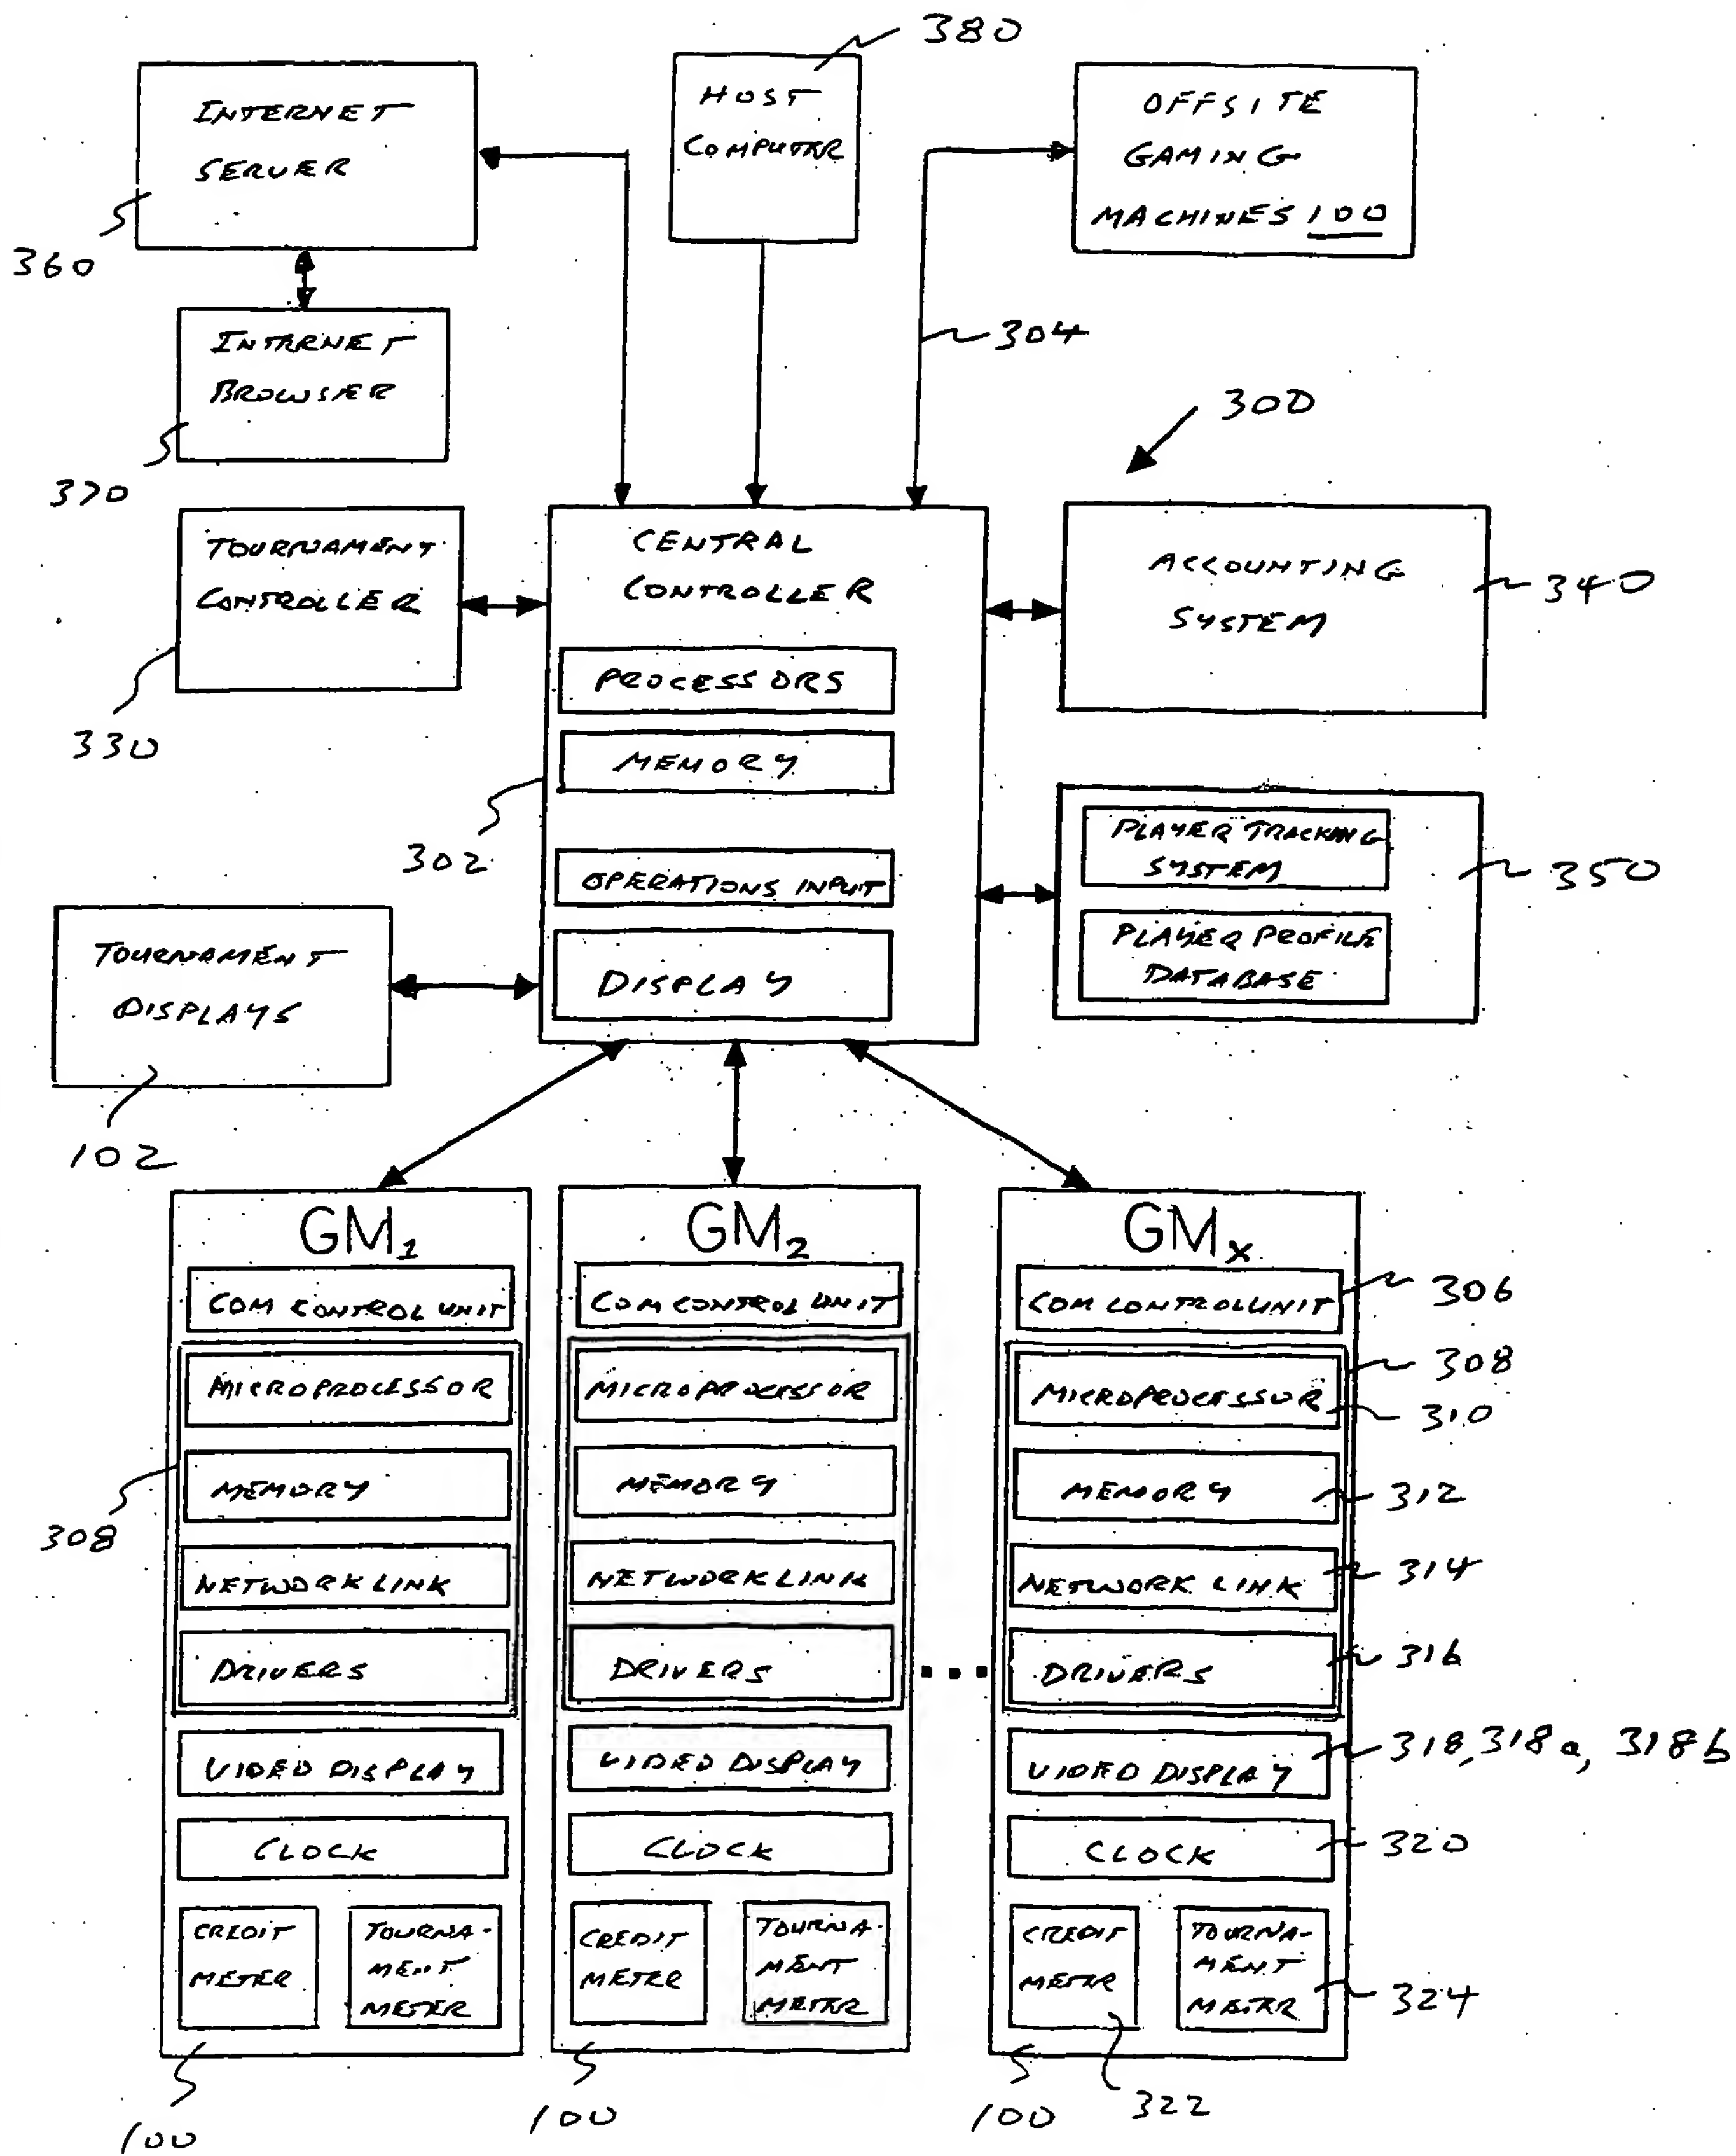 380
INTERNET
SERVER
HOST
COMPUTER
OFFSITE
GAMING
MACHINES 100
360
INTERNET
BROWSER
304
300
370
TOURNAMENT
CONTROLLER
CENTRAL
CONTROLLER
ACCOUNTING
SYSTEM
340
330
PROCESSORS
MEMORY
302
OPERATIONS INPUT
DISPLAY
PLAYER TRACKING
SYSTEM
PLAYER PROFILE
DATABASE
350
TOURNAMENT
DISPLAYS
102
GM1
COM CONTROL UNIT
MICROPROCESSOR
MEMORY
308
NETWORK LINK
DRIVERS
VIDEO DISPLAY
CLOCK
CREDIT
METER
TOURNA-
MENT
METER
100
GM2
COM CONTROL UNIT
MICROPROCESSOR
MEMORY
NETWORK LINK
DRIVERS
VIDEO DISPLAY
CLOCK
CREDIT
METER
TOURNA-
MENT
METER
100
...
GMx
COM CONTROL UNIT
306
308
MICROPROCESSOR
310
MEMORY
312
NETWORK LINK
314
DRIVERS
316
VIDEO DISPLAY
318, 318a, 318b
CLOCK
320
CREDIT
METER
TOURNA-
MENT
METER
324
322
100